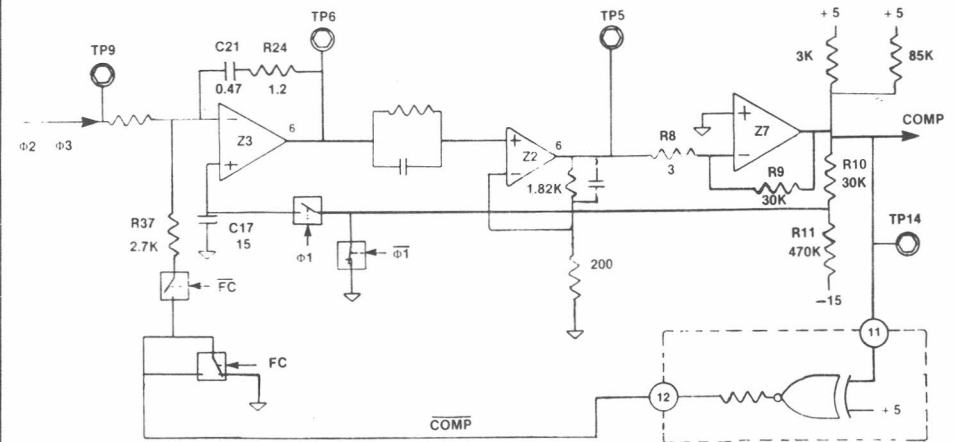 TP9
C21
R24
0.47
1.2
TP6
TP5
+ 5
+ 5
3K
85K
Φ2 Φ3
−
+
Z3
6
+
−
Z2
6
1.82K
R8
3
+
−
Z7
R9
30K
COMP
R10
30K
R37
2.7K
C17
15
Φ1
Φ1
R11
470K
TP14
FC
200
−15
11
FC
12
+ 5
COMP